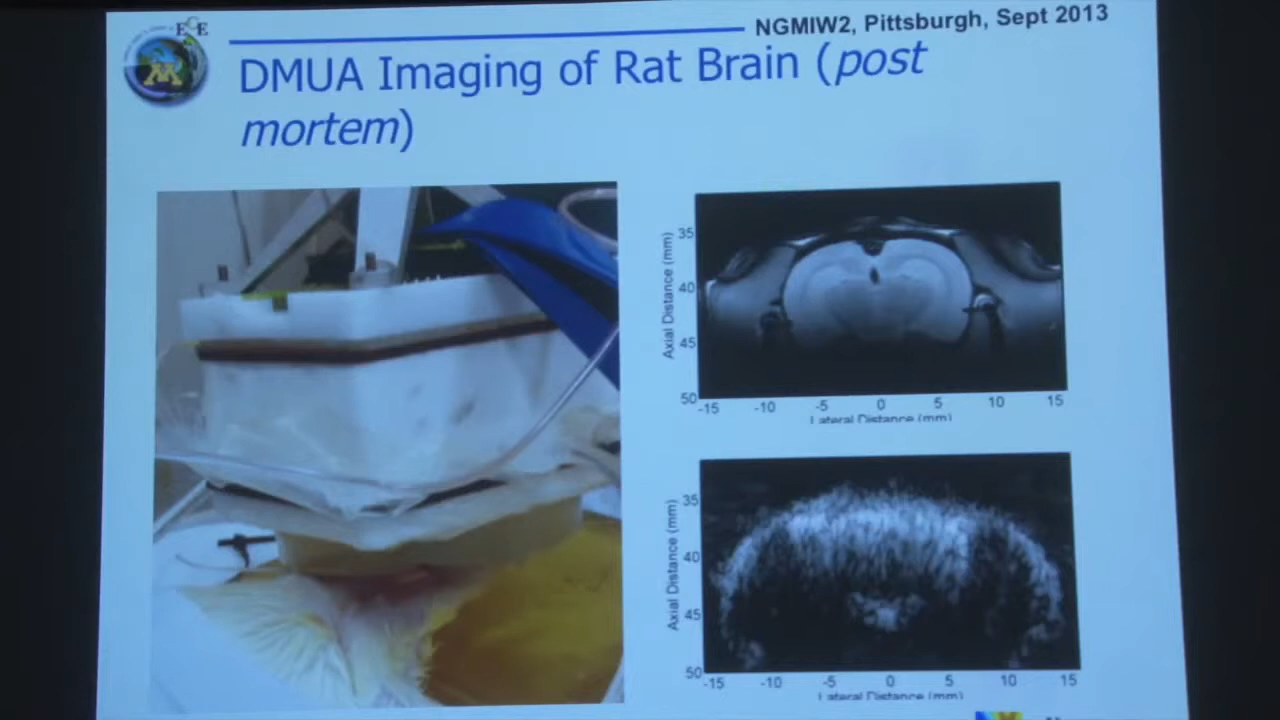 ECE
NGMIW2, Pittsburgh, Sept 2013
DMUA Imaging of Rat Brain (post
mortem)
Axial Distance (mm)
35
40
45
50
-15 -10 -5 0 5 10 15
Lateral Distance (mm)
Axial Distance (mm)
35
40
45
50
-15 -10 -5 0 5 10 15
Lateral Distance (mm)